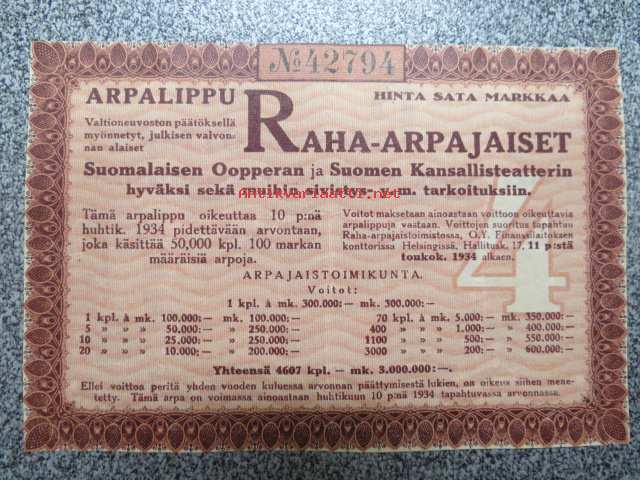 №42794
ARPALIPPU
HINTA SATA MARKKAA
Valtioneuvoston päätöksellä
myönnetyt, julkisen valvon-
nan alaiset
RAHA-ARPAJAISET
Suomalaisen Oopperan ja Suomen Kansallisteatterin
hyväksi sekä muihin sivistys- y. m. tarkoituksiin.
Antikvariaatti.net
Tämä arpalippu oikeuttaa 10 p:nä
huhtik. 1934 pidettävään arvontaan,
joka käsittää 50,000 kpl. 100 markan
määräisiä arpoja.
Voitot maksetaan ainoastaan voittoon oikeuttavia
arpalippuja vastaan. Voittojen suoritus tapahtuu
Raha-arpajaistoimistossa, O.Y. Finanssilaitoksen
konttorissa Helsingissä, Hallitusk. 17, 11 p:stä
toukok. 1934 alkaen.
4
ARPAJAISTOIMIKUNTA.
Voitot:
1 kpl. à mk. 300.000:— mk. 300.000:—
1 kpl. à mk. 100.000:— mk. 100.000:— 70 kpl. à mk. 5.000:— mk. 350.000:—
5 » » » 50.000:— » 250.000:— 400 » » » 1.000:— » 400.000:—
10 » » » 25.000:— » 250.000:— 1100 » » » 500:— » 550.000:—
20 » » » 10.000:— » 200.000:— 3000 » » » 200:— » 600.000:—
Yhteensä 4607 kpl. — mk. 3.000.000:—.
Ellei voittoa peritä yhden vuoden kuluessa arvonnan päättymisestä lukien, on oikeus siihen mene-
tetty. Tämä arpa on voimassa ainoastaan huhtikuun 10 p:nä 1934 tapahtuvassa arvonnassa.